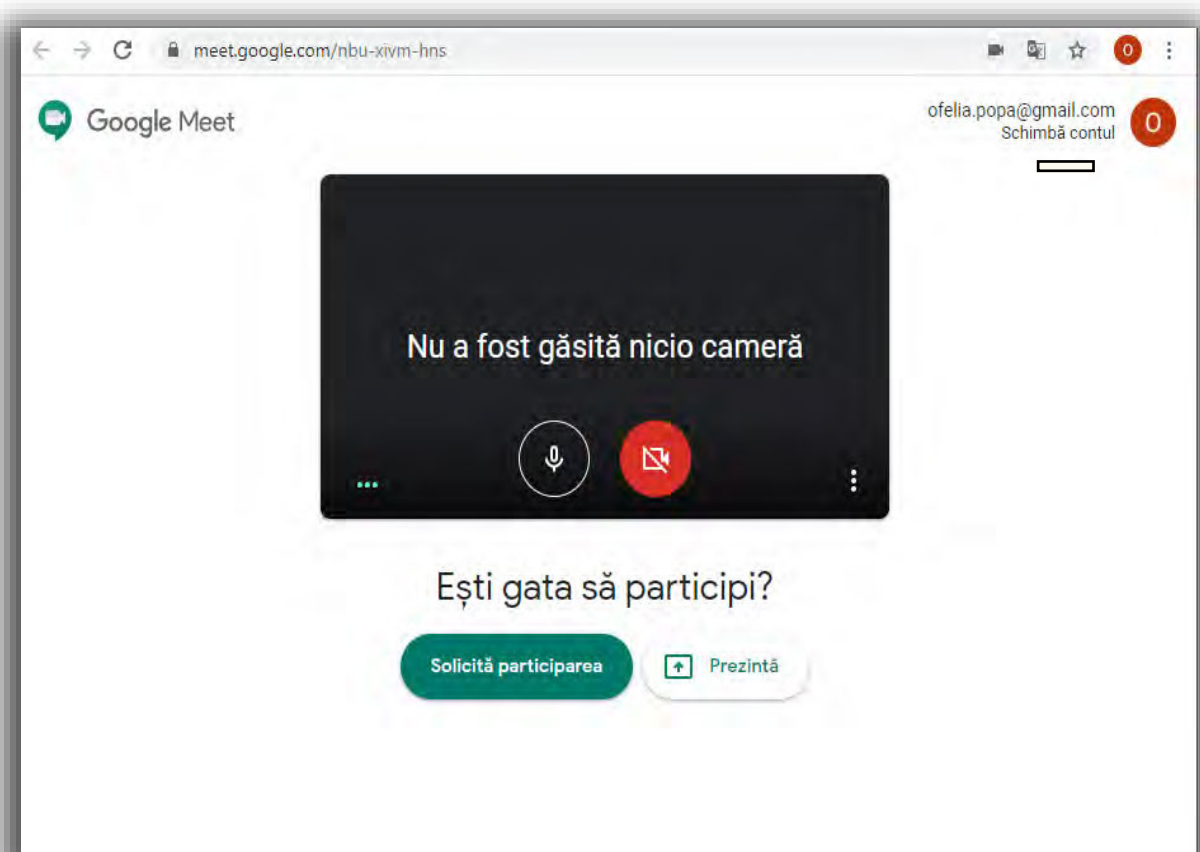 meet.google.com/nbu-xivm-hns
O
Google Meet
ofelia.popa@gmail.com
Schimbă contul
O
Nu a fost găsită nicio cameră
Ești gata să participi?
Solicită participarea
Prezintă